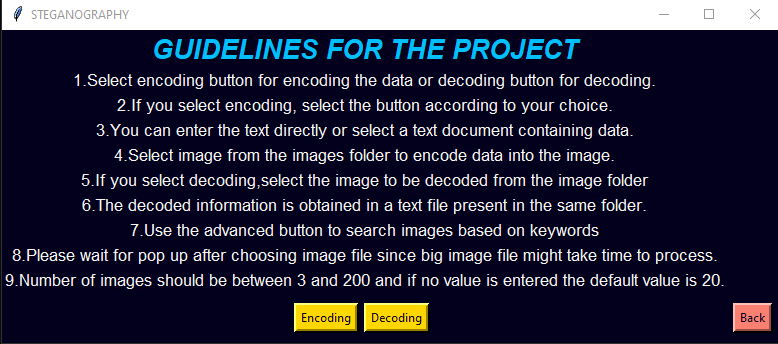 STEGANOGRAPHY
GUIDELINES FOR THE PROJECT
1.Select encoding button for encoding the data or decoding button for decoding.
2.If you select encoding, select the button according to your choice.
3.You can enter the text directly or select a text document containing data.
4.Select image from the images folder to encode data into the image.
5.If you select decoding,select the image to be decoded from the image folder
6.The decoded information is obtained in a text file present in the same folder.
7.Use the advanced button to search images based on keywords
8.Please wait for pop up after choosing image file since big image file might take time to process.
9.Number of images should be between 3 and 200 and if no value is entered the default value is 20.
Encoding Decoding Back